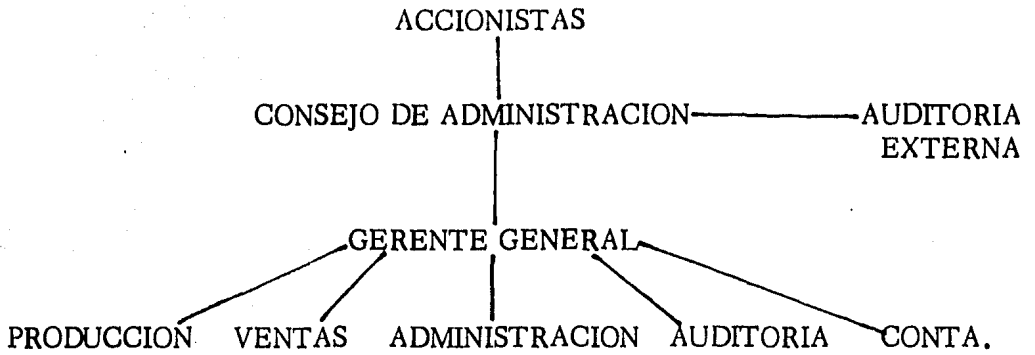 ACCIONISTAS
CONSEJO DE ADMINISTRACION AUDITORIA
EXTERNA
GERENTE GENERAL
PRODUCCION VENTAS ADMINISTRACION AUDITORIA CONTA.